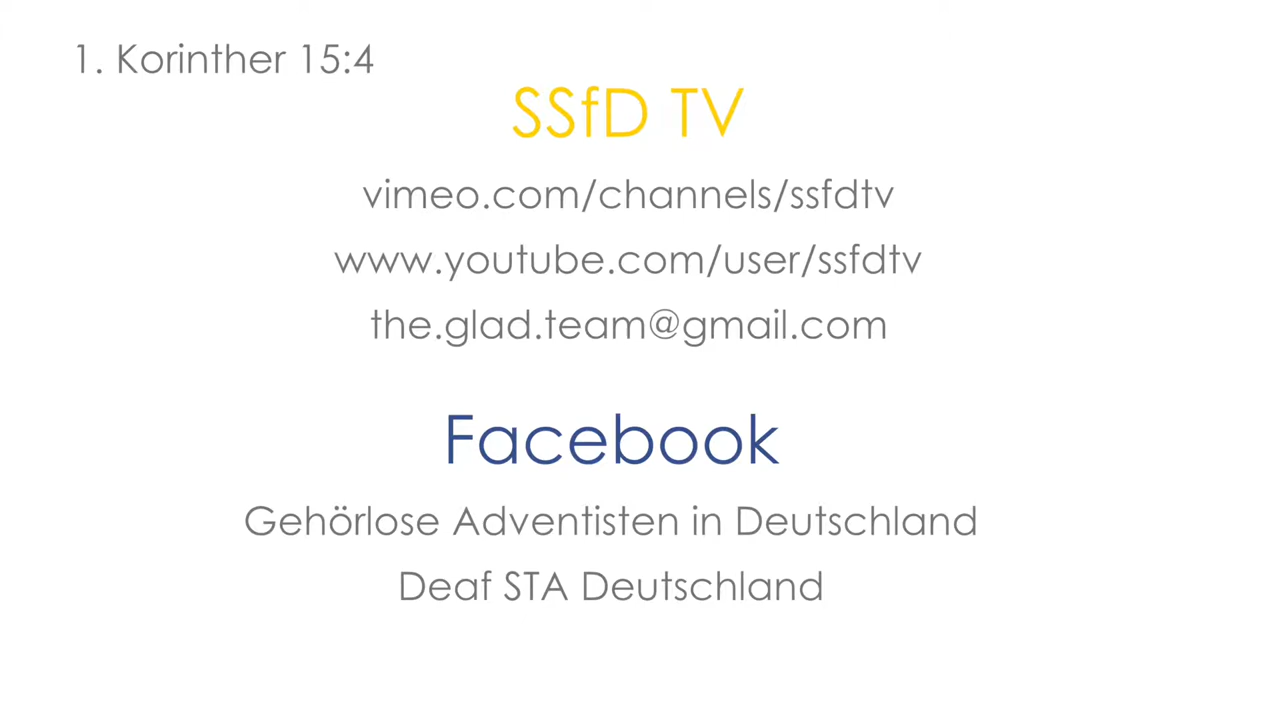 1. Korinther 15:4
SSfD TV
vimeo.com/channels/ssfdtv
www.youtube.com/user/ssfdtv
the.glad.team@gmail.com
Facebook
Gehörlose Adventisten in Deutschland
Deaf STA Deutschland